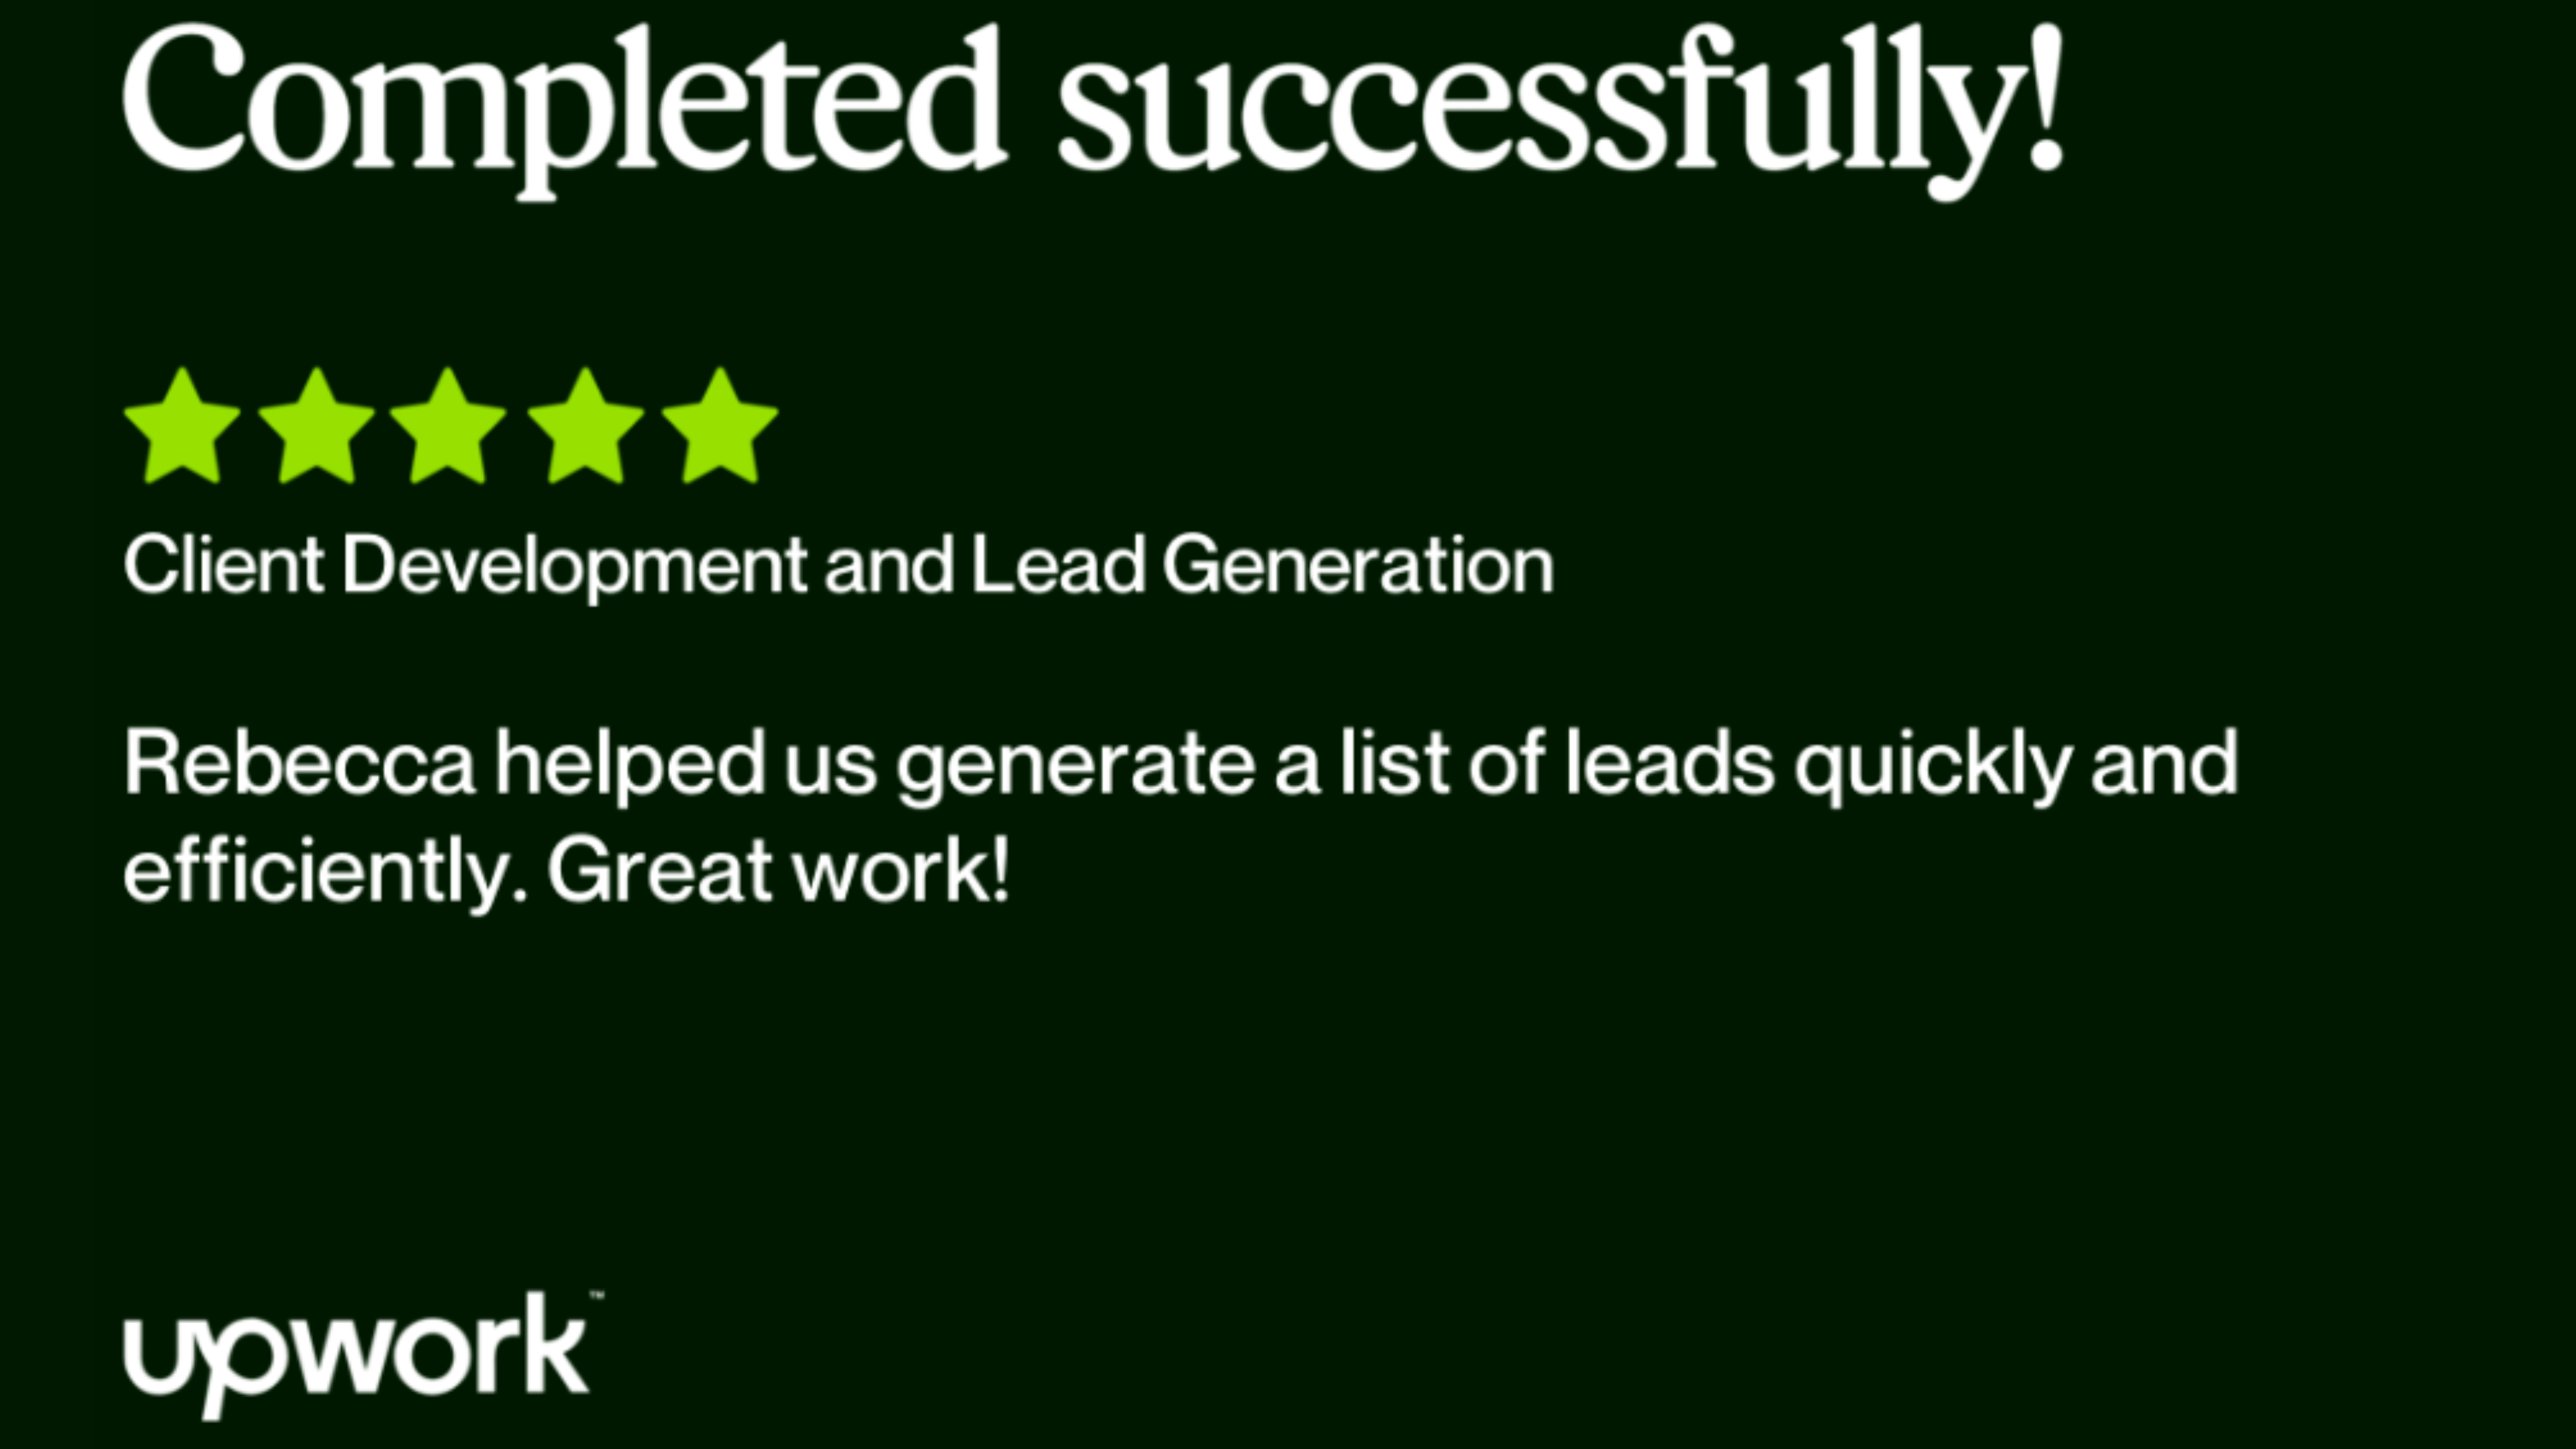 Completed successfully!
Client Development and Lead Generation
Rebecca helped us generate a list of leads quickly and
efficiently. Great work!
upwork™